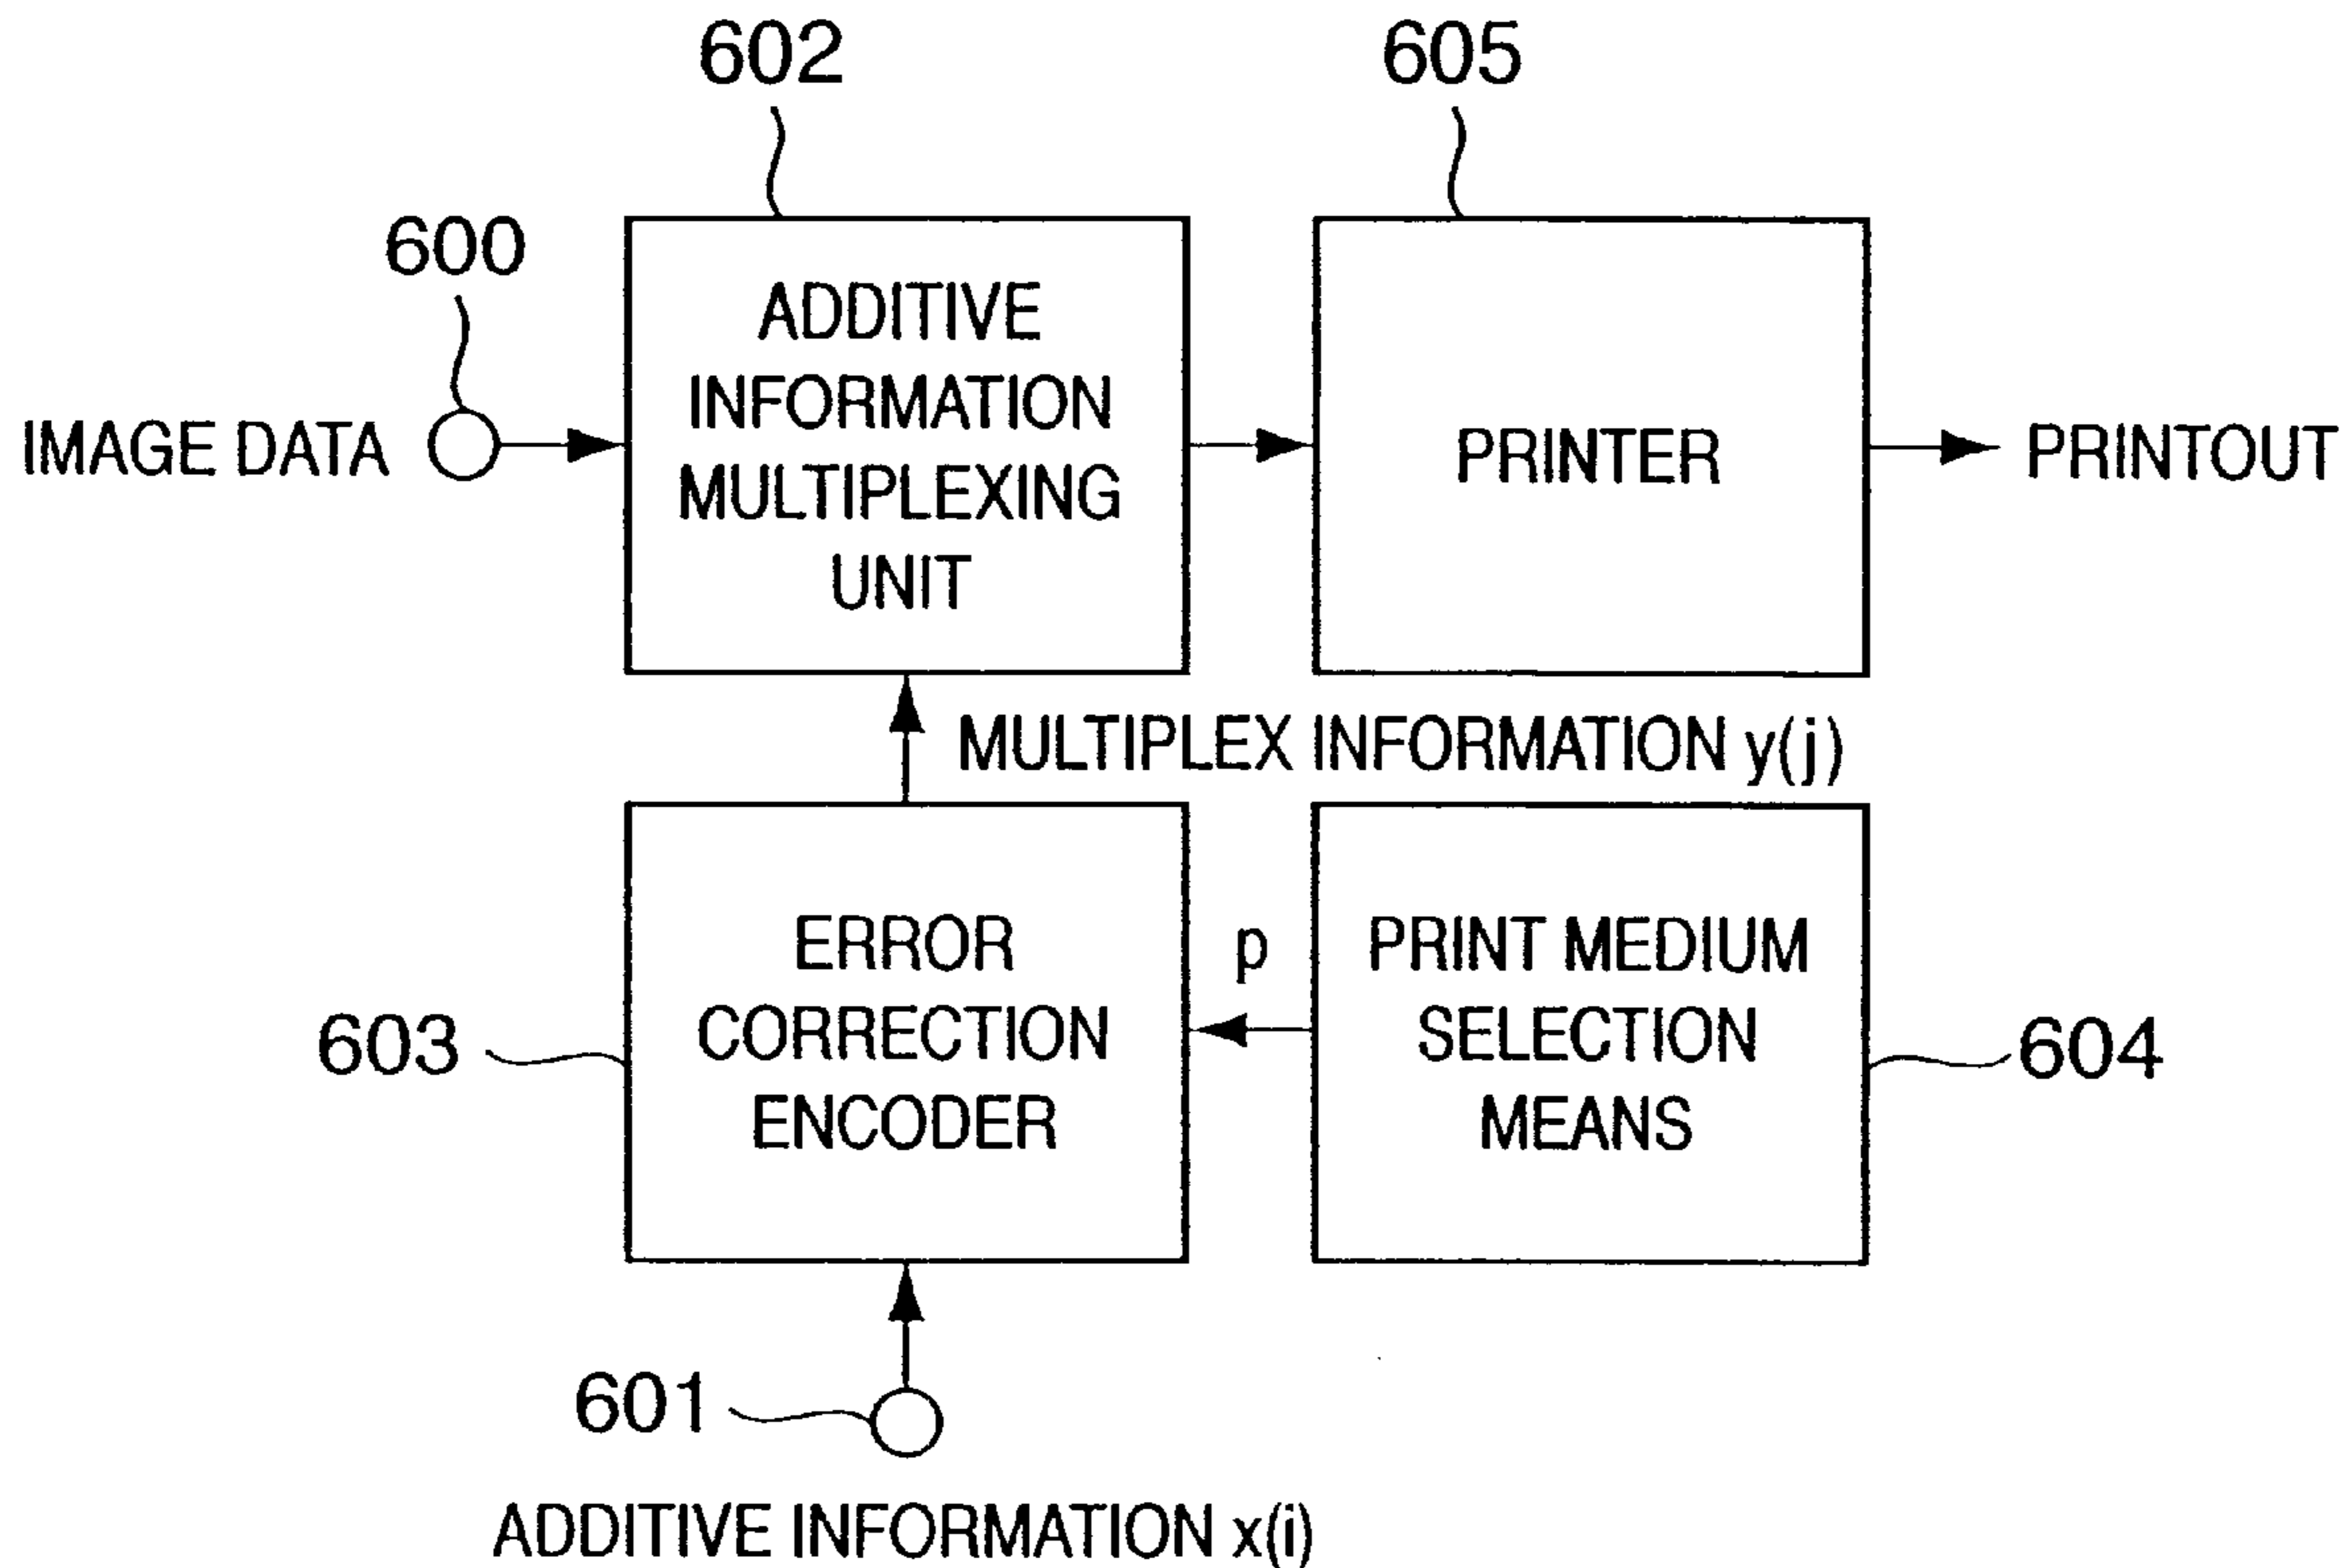 602
605
600
ADDITIVE
INFORMATION
MULTIPLEXING
UNIT
IMAGE DATA
PRINTER
PRINTOUT
MULTIPLEX INFORMATION y(j)
ERROR
CORRECTION
ENCODER
p
PRINT MEDIUM
SELECTION
MEANS
603
604
601
ADDITIVE INFORMATION x(i)